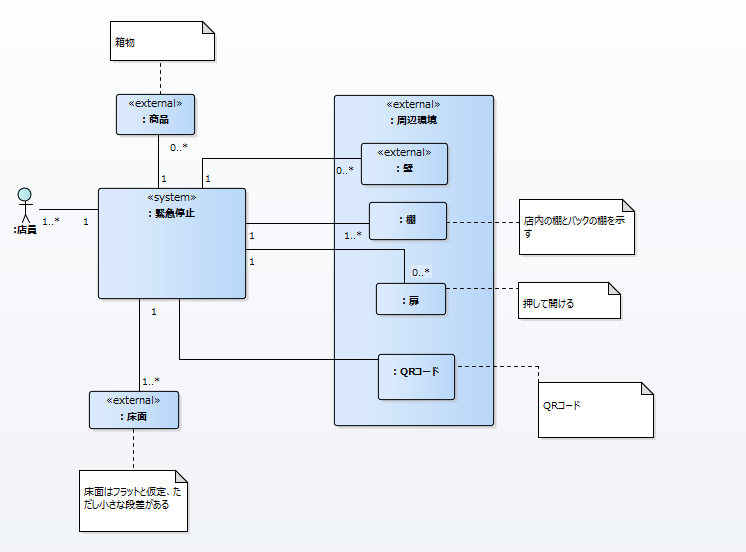 箱物
«external»
: 商品
0..*
1
1
«external»
: 周辺環境
«external»
: 壁
0..*
:店員
1..*
1
«system»
: 緊急停止
1
1..*
: 棚
店内の棚とバックの棚を示
す
1
0..*
: 扉
押して開ける
1
: QRコード
QRコード
1..*
«external»
: 床面
床面はフラットと仮定、た
だし小さな段差がある